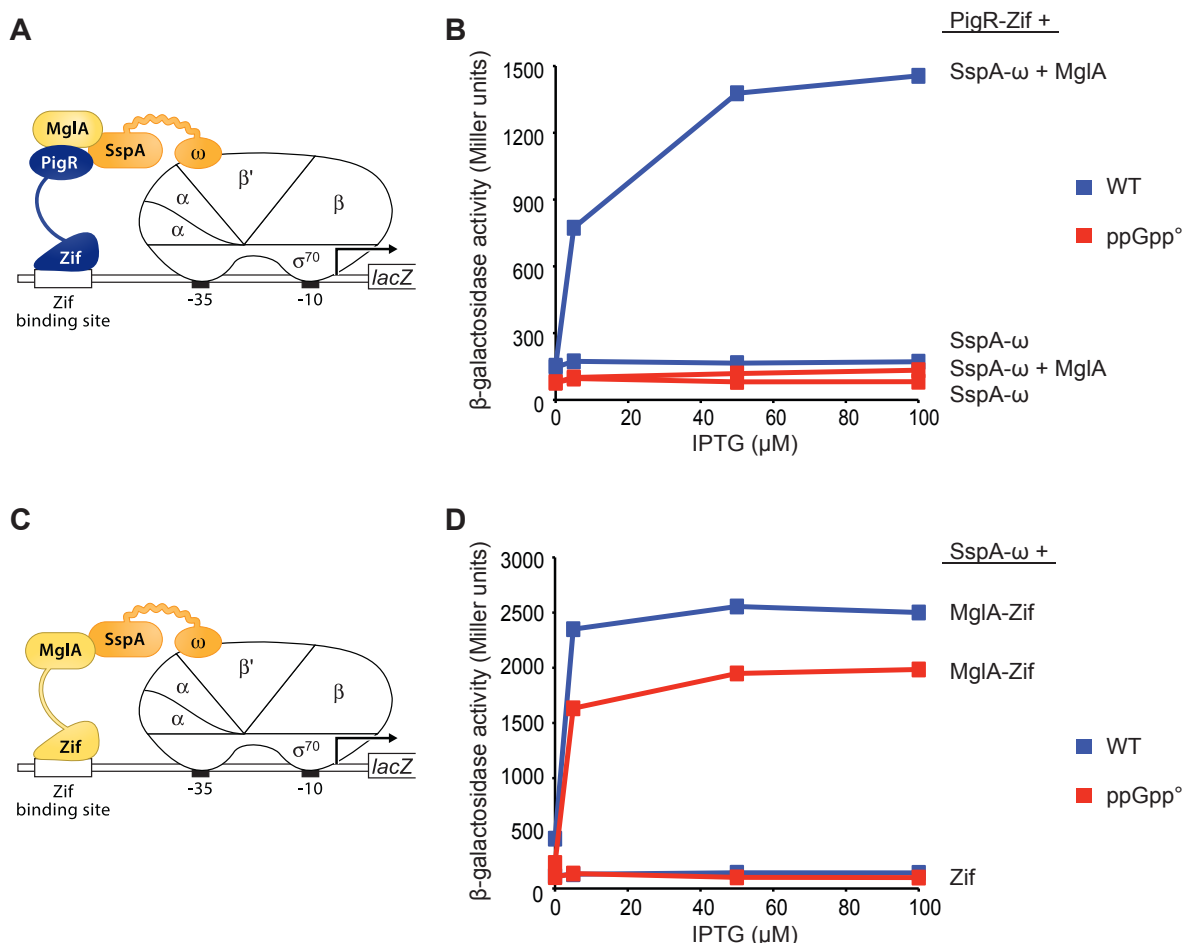 A
MglA
SspA
PigR
ω
β'
α
α
β
Zif
σ70
lacZ
-35
-10
Zif
binding site
B
PigR-Zif +
β-galactosidase activity (Miller units)
1500
1200
900
600
300
0
0
20
40
60
80
100
IPTG (μM)
SspA-ω + MglA
WT
ppGpp°
SspA-ω
SspA-ω + MglA
SspA-ω
C
MglA
SspA
ω
β'
α
α
β
Zif
σ70
lacZ
-35
-10
Zif
binding site
D
SspA-ω +
β-galactosidase activity (Miller units)
3000
2500
2000
1500
1000
500
0
0
20
40
60
80
100
IPTG (μM)
MglA-Zif
MglA-Zif
WT
ppGpp°
Zif